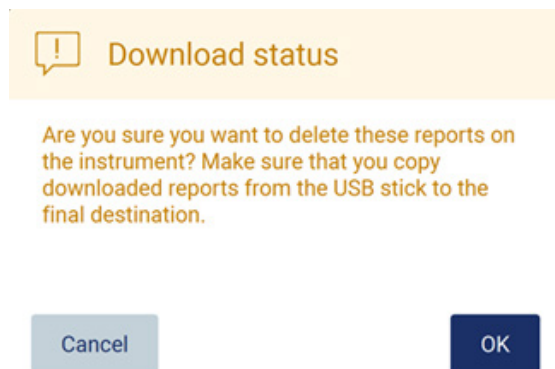 Download status
Are you sure you want to delete these reports on
the instrument? Make sure that you copy
downloaded reports from the USB stick to the
final destination.
Cancel
OK